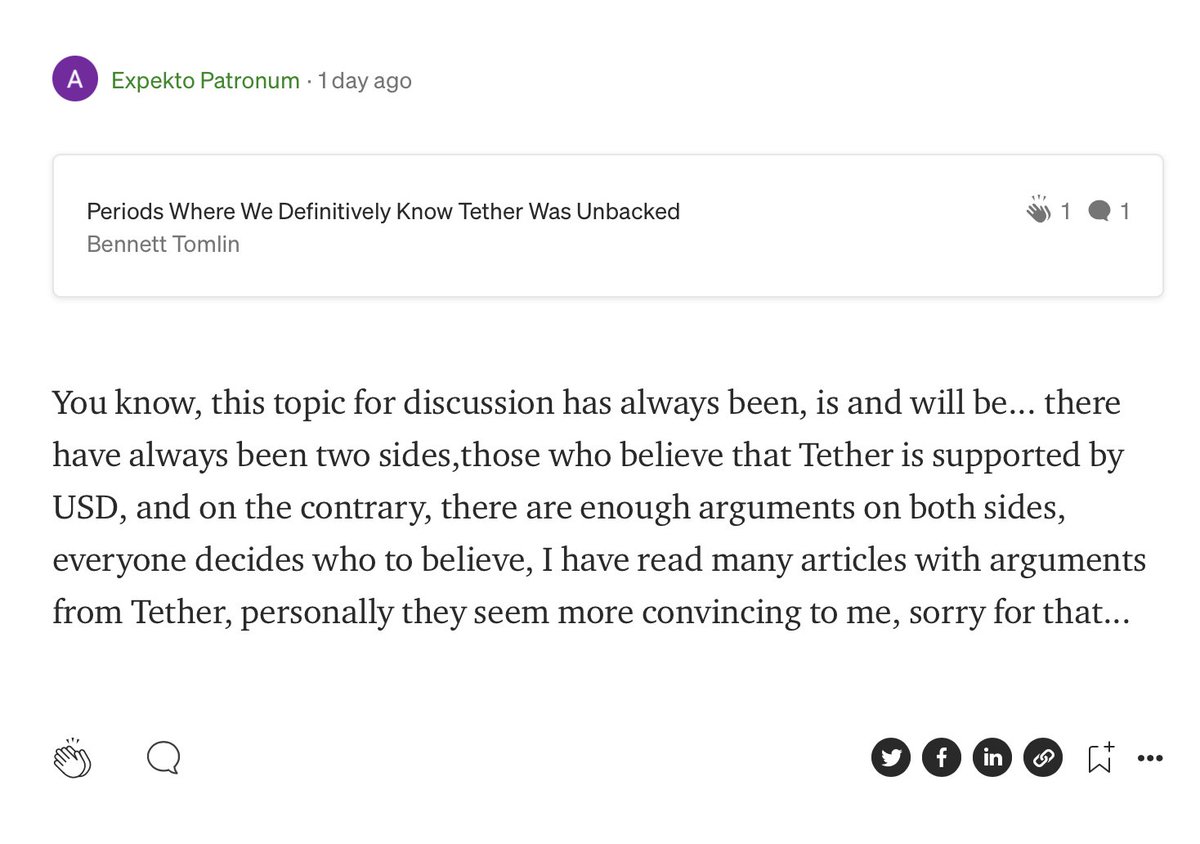 A
Expekto Patronum · 1 day ago
Periods Where We Definitively Know Tether Was Unbacked
1
1
Bennett Tomlin
You know, this topic for discussion has always been, is and will be... there
have always been two sides,those who believe that Tether is supported by
USD, and on the contrary, there are enough arguments on both sides,
everyone decides who to believe, I have read many articles with arguments
from Tether, personally they seem more convincing to me, sorry for that...